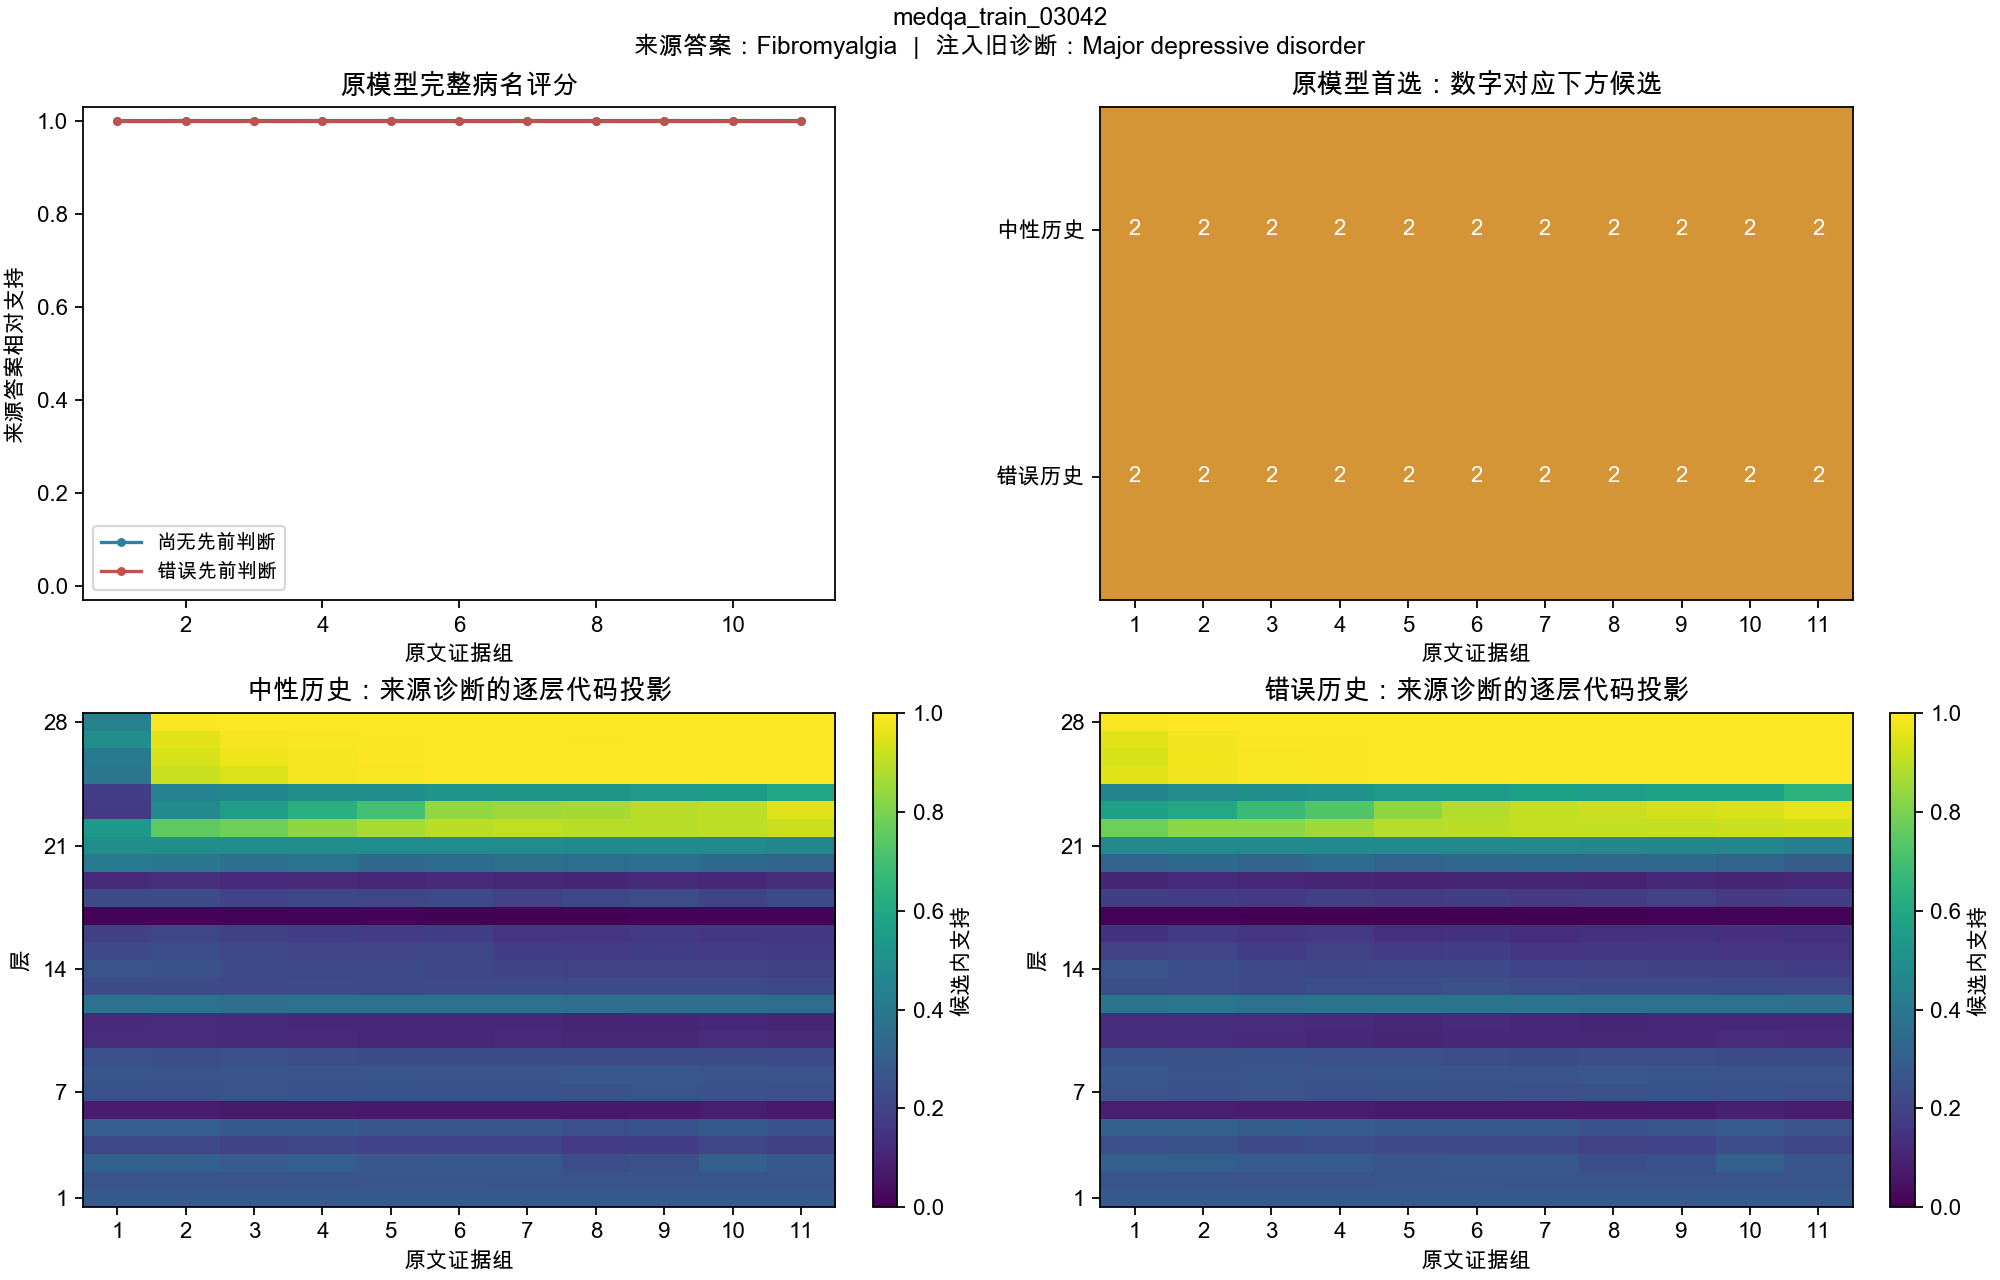 medqa_train_03042
来源答案：Fibromyalgia | 注入旧诊断：Major depressive disorder
原模型完整病名评分
1.0
0.8
0.6
0.4
0.2
0.0
来源答案相对支持
尚无先前判断
错误先前判断
2 4 6 8 10
原文证据组
原模型首选：数字对应下方候选
中性历史
2 2 2 2 2 2 2 2 2 2 2
错误历史
2 2 2 2 2 2 2 2 2 2 2
1 2 3 4 5 6 7 8 9 10 11
原文证据组
中性历史：来源诊断的逐层代码投影
28
21
14
7
1
层
1 2 3 4 5 6 7 8 9 10 11
原文证据组
1.0
0.8
0.6
0.4
0.2
0.0
候选内支持
错误历史：来源诊断的逐层代码投影
28
21
14
7
1
层
1 2 3 4 5 6 7 8 9 10 11
原文证据组
1.0
0.8
0.6
0.4
0.2
0.0
候选内支持